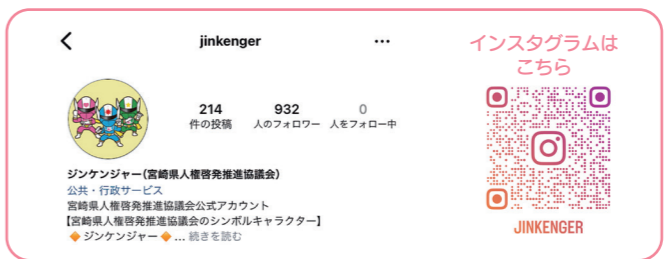 jinkenger
214
件の投稿
932
人のフォロワー
0
人をフォロー中
ジンケンジャー(宮崎県人権啓発推進協議会)
公共・行政サービス
宮崎県人権啓発推進協議会公式アカウント
【宮崎県人権啓発推進協議会のシンボルキャラクター】
🔸ジンケンジャー🔸... 続きを読む
インスタグラムは
こちら
JINKENGER